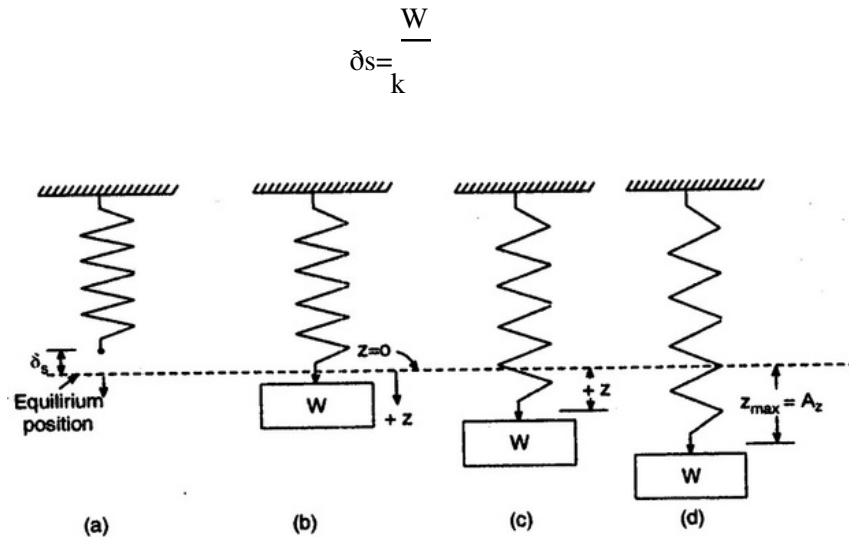 W
ðs=
k
δs
z=0
Equilirium
position
W
+ z
+ z
W
zmax = Az
W
(a)
(b)
(c)
(d)